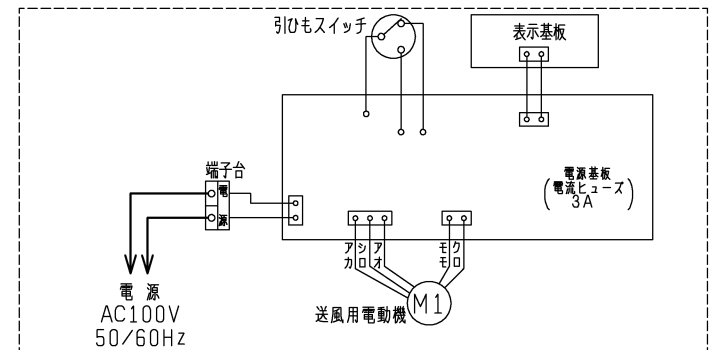 引ひもスイッチ
表示基板
端子台
電
源
電源基板
(電流ヒューズ)
3A
アカ
シロ
アオ
モモ
クロ
送風用電動機
M1
電源
AC100V
50/60Hz